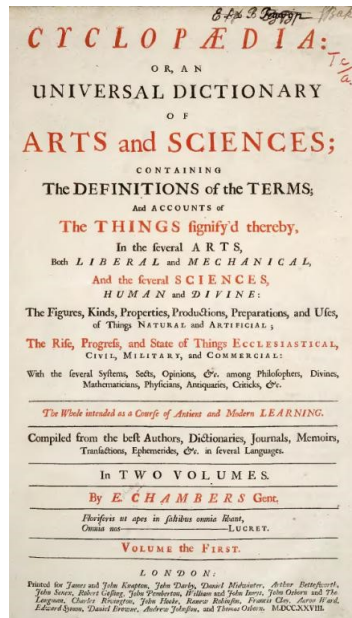 CYCLOPÆDIA:
OR, AN
UNIVERSAL DICTIONARY
OF
ARTS and SCIENCES;
CONTAINING
The DEFINITIONS of the TERMS;
And ACCOUNTS of
The THINGS ſignify'd thereby,
In the ſeveral ARTS,
Both LIBERAL and MECHANICAL,
And the ſeveral SCIENCES,
HUMAN and DIVINE:
The Figures, Kinds, Properties, Productions, Preparations, and Uſes,
of Things NATURAL and ARTIFICIAL;
The Riſe, Progreſs, and State of Things ECCLESIASTICAL,
CIVIL, MILITARY, and COMMERCIAL:
With the ſeveral Syſtems, Sects, Opinions, &c. among Philoſophers, Divines,
Mathematicians, Phyſicians, Antiquaries, Criticks, &c.
The Whole intended as a Courſe of Antient and Modern LEARNING.
Compiled from the beſt Authors, Dictionaries, Journals, Memoirs,
Tranſactions, Ephemerides, &c. in ſeveral Languages.
In TWO VOLUMES.
By E. CHAMBERS Gent.
Floriferis ut apes in ſaltibus omnia libant,
Omnia nos——— LUCRET.
VOLUME the FIRST.
LONDON:
Printed for James and John Knapton, John Darby, Daniel Midwinter, Arthur Betteſworth,
John Senex, Robert Goſling, John Pemberton, William and John Innys, John Osborn and Tho.
Longman, Charles Rivington, John Hooke, Ranew Robinſon, Francis Clay, Aaron Ward,
Edward Symon, Daniel Browne, Andrew Johnſton, and Thomas Osborn. M.DCC.XXVIII.